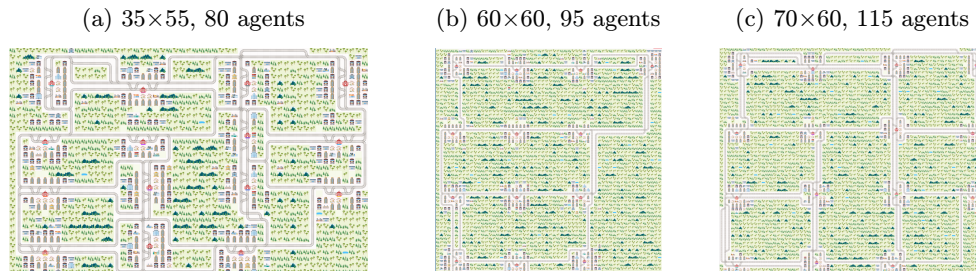 (a) 35×55, 80 agents
(b) 60×60, 95 agents
(c) 70×60, 115 agents